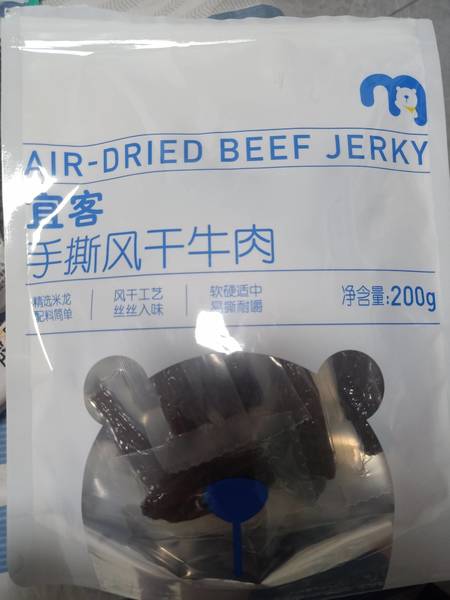 m
AIR-DRIED BEEF JERKY
宜客
手撕风干牛肉
精选米龙 风干工艺 软硬适中 净含量:200g
配料简单 丝丝入味 易撕耐嚼